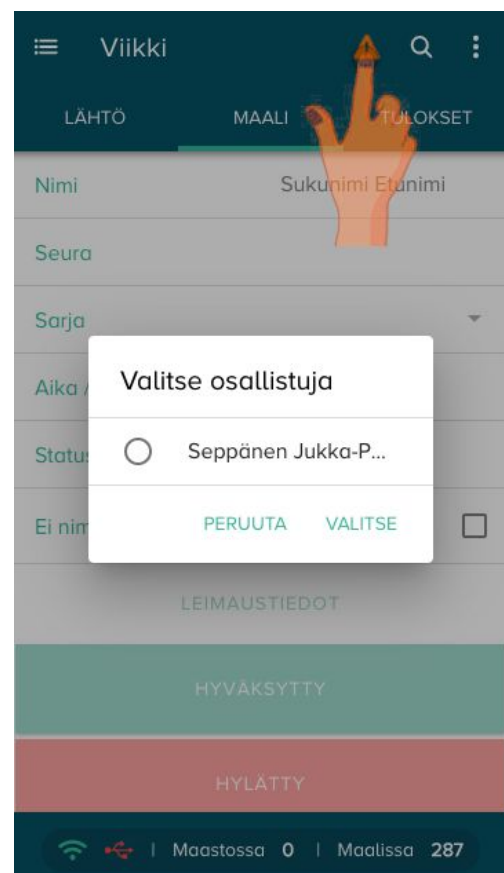 Viikki
LÄHTÖ MAALI TULOKSET
Nimi Sukunimi Etunimi
Seura
Sarja
Aika /
Valitse osallistuja
Status
Seppänen Jukka-P...
Ei nim
PERUUTA VALITSE
LEIMAUSTIEDOT
HYVÄKSYTTY
HYLÄTTY
| Maastossa 0 | Maalissa 287